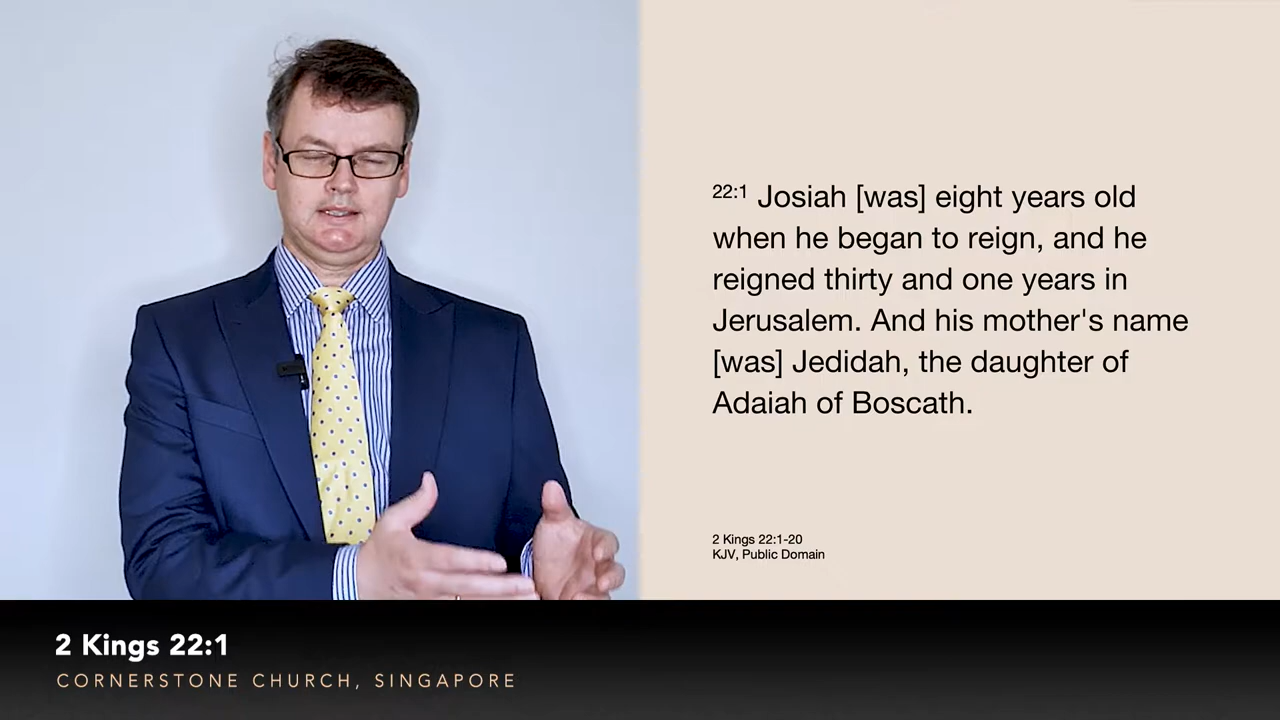 22:1 Josiah [was] eight years old
when he began to reign, and he
reigned thirty and one years in
Jerusalem. And his mother's name
[was] Jedidah, the daughter of
Adaiah of Boscath.
2 Kings 22:1-20
KJV, Public Domain
2 Kings 22:1
CORNERSTONE CHURCH, SINGAPORE